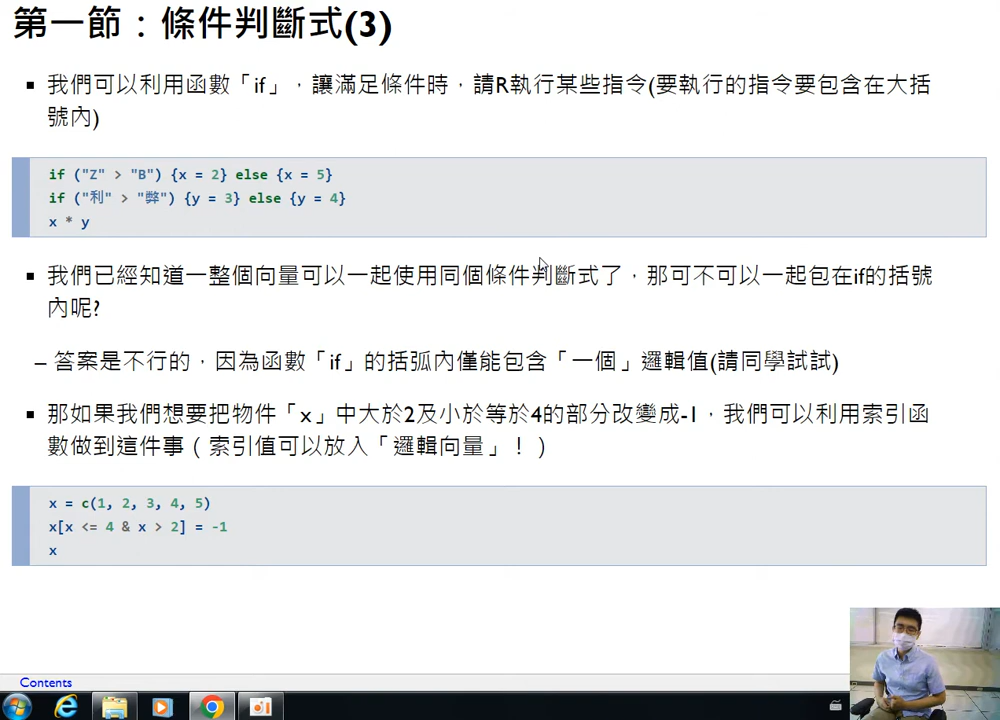 第一節：條件判斷式(3)
▪ 我們可以利用函數「if」，讓滿足條件時，請R執行某些指令(要執行的指令要包含在大括
號內)
if ("Z" > "B") {x = 2} else {x = 5}
if ("利" > "弊") {y = 3} else {y = 4}
x * y
▪ 我們已經知道一整個向量可以一起使用同個條件判斷式了，那可不可以一起包在if的括號
內呢?
– 答案是不行的，因為函數「if」的括弧內僅能包含「一個」邏輯值(請同學試試)
▪ 那如果我們想要把物件「x」中大於2及小於等於4的部分改變成-1，我們可以利用索引函
數做到這件事（索引值可以放入「邏輯向量」！）
x = c(1, 2, 3, 4, 5)
x[x <= 4 & x > 2] = -1
x
Contents